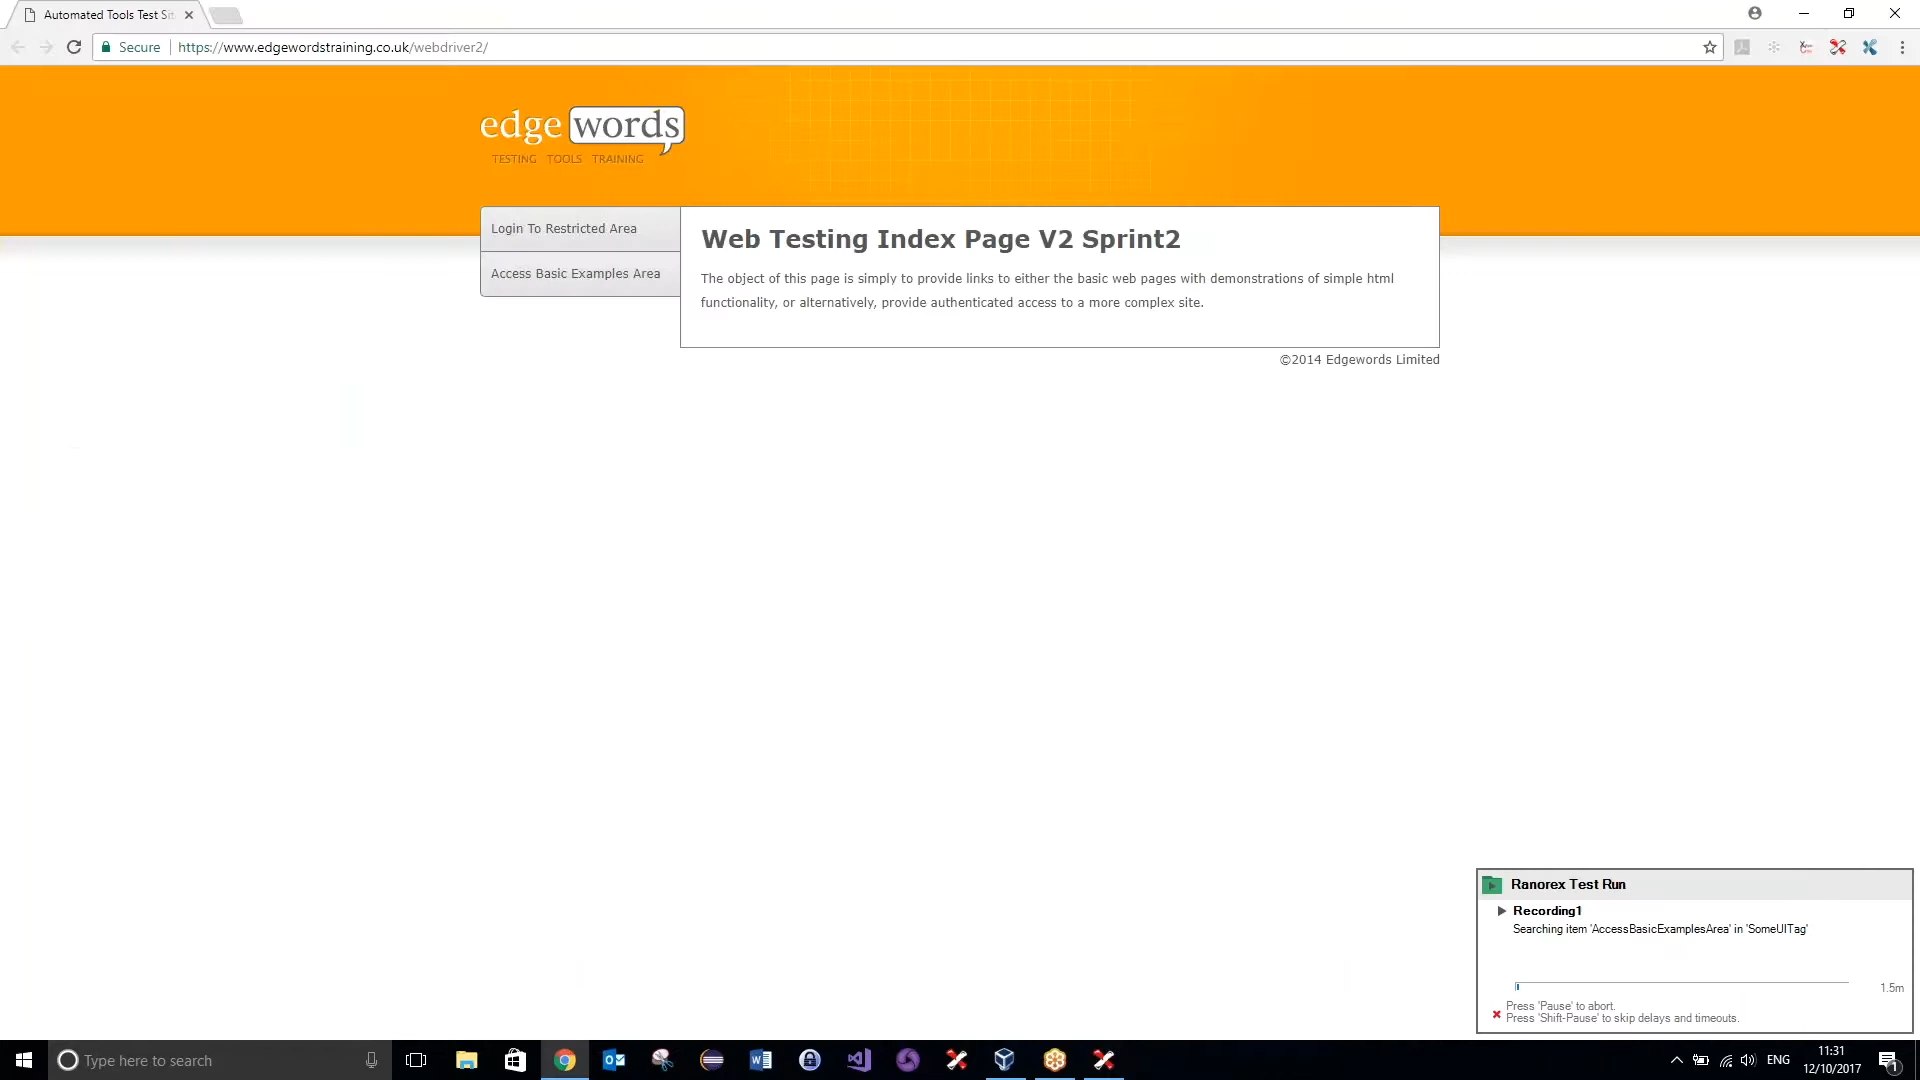 Automated Tools Test Sit
Secure
https://www.edgewordstraining.co.uk/webdriver2/
edge words
TESTING TOOLS TRAINING
Login To Restricted Area
Access Basic Examples Area
Web Testing Index Page V2 Sprint2
The object of this page is simply to provide links to either the basic web pages with demonstrations of simple html
functionality, or alternatively, provide authenticated access to a more complex site.
©2014 Edgewords Limited
Ranorex Test Run
Recording1
Searching item 'AccessBasicExamplesArea' in 'SomeUITag'
1.5m
Press 'Pause' to abort.
Press 'Shift-Pause' to skip delays and timeouts.
Type here to search
ENG
11:31
12/10/2017
1